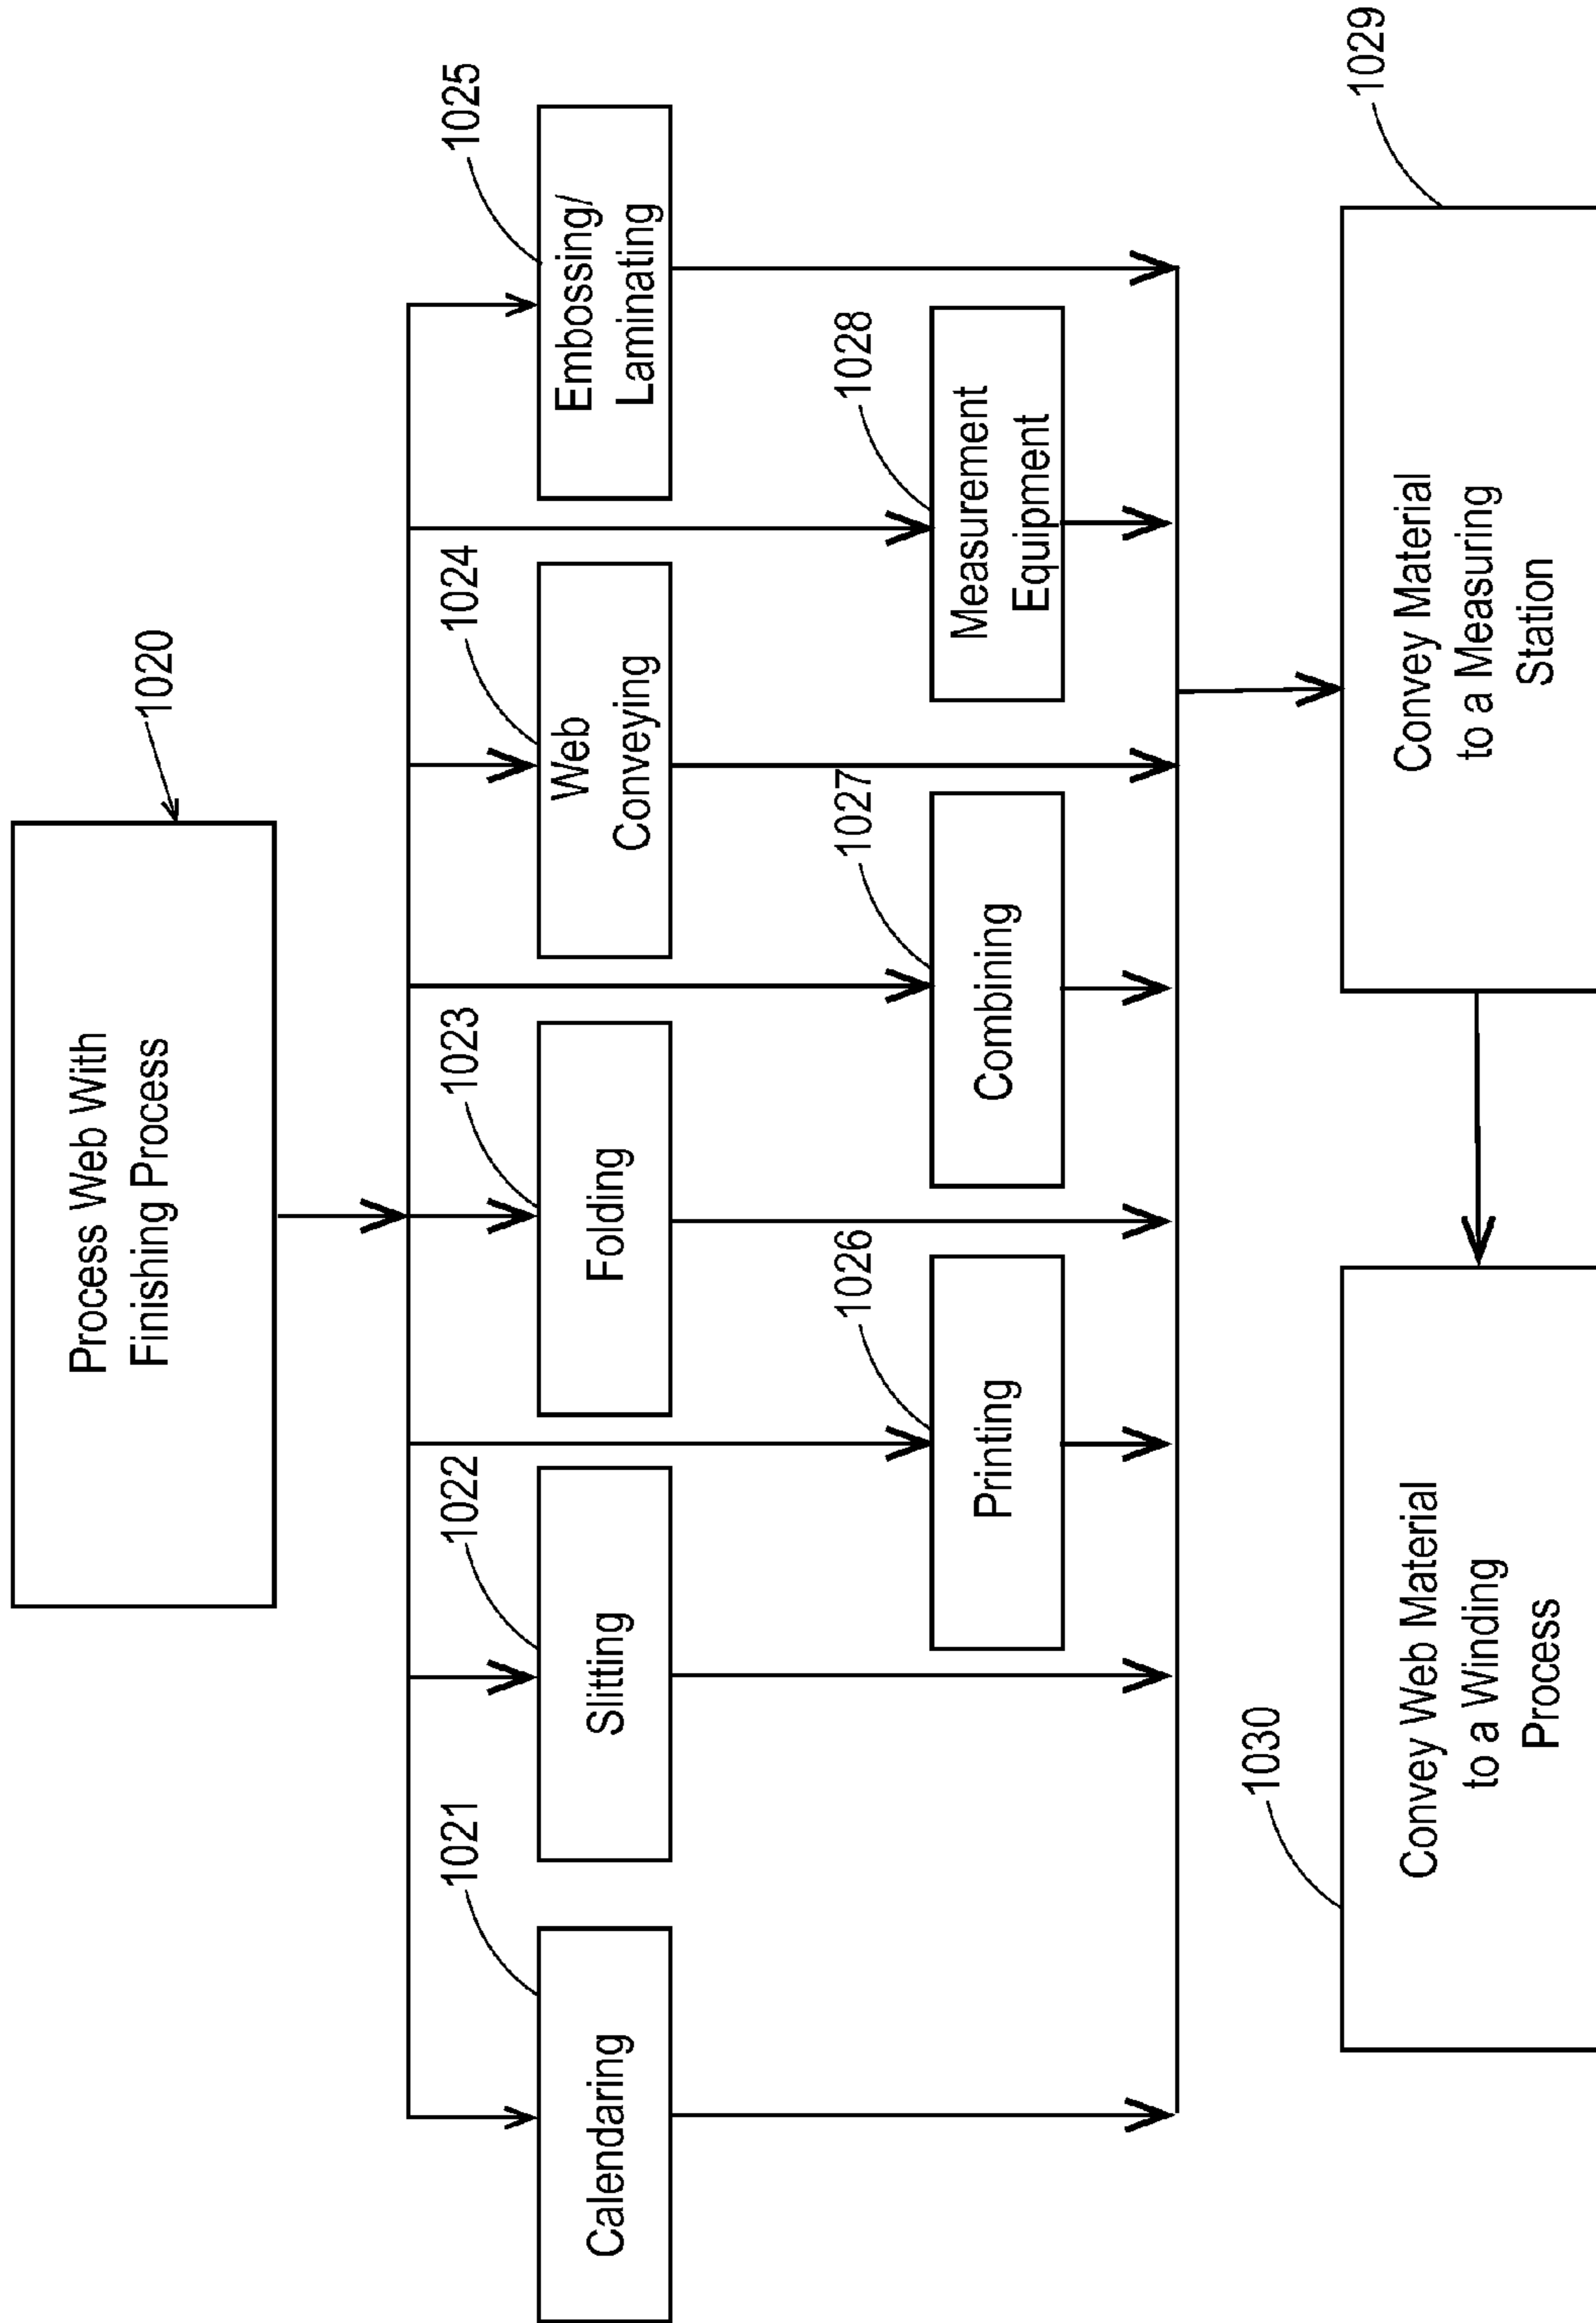 Process Web With
Finishing Process
1020
1021
1022
1023
1024
1025
Calendaring
Slitting
Folding
Web
Conveying
Embossing/
Laminating
1026
1027
1028
Printing
Combining
Measurement
Equipment
1030
1029
Convey Web Material
to a Winding
Process
Convey Material
to a Measuring
Station